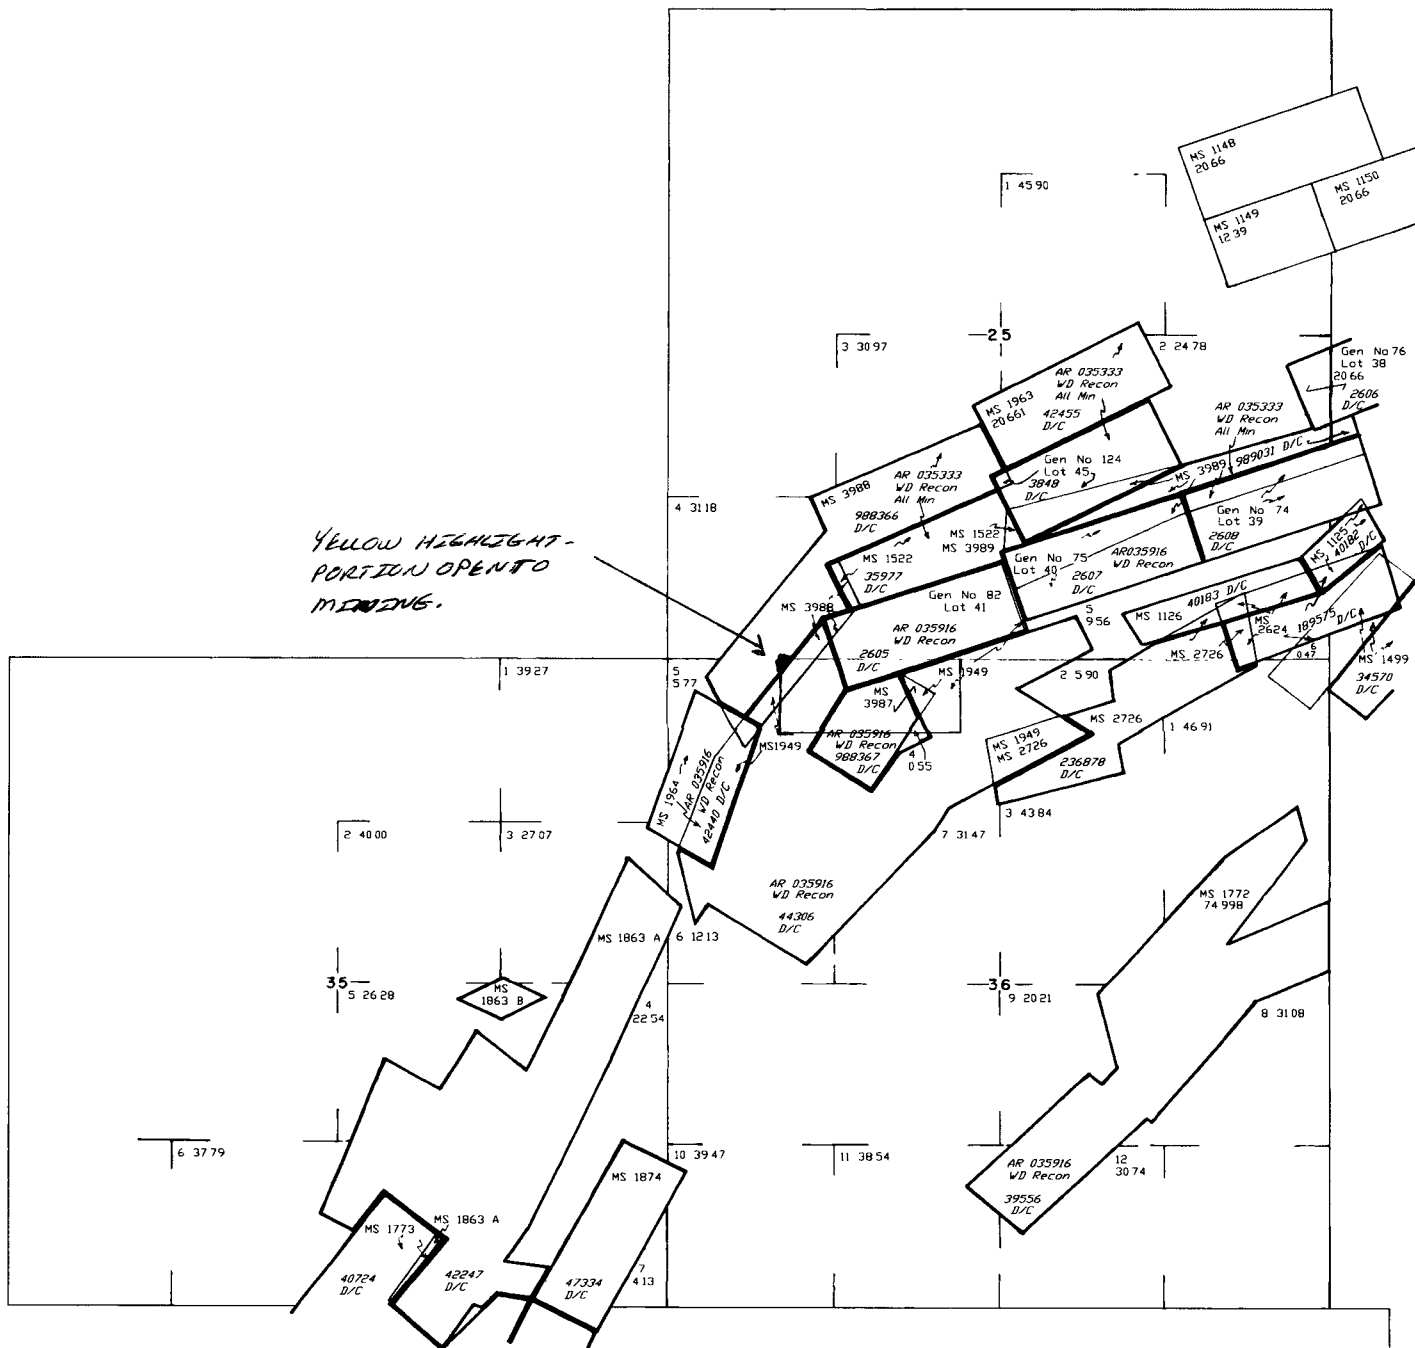 MS 1148
20 66
MS 1150
20 66
MS 1149
12 39
1 45 90
25
3 30 97
2 24 78
Gen No 76
Lot 38
20 66
2606
D/C
AR 035333
WD Recon
All Min
MS 1963
20 661
42455
D/C
AR 035333
WD Recon
All Min
989031 D/C
MS 3989
Gen No 124
Lot 45
3848
D/C
MS 3988
AR 035333
WD Recon
All Min
988366
D/C
4 31 18
Gen No 74
Lot 39
2608
D/C
MS 1522
MS 3989
MS 1125
40182
YELLOW HIGHLIGHT-
PORTION OPEN TO
MINING.
MS 1522
35977
D/C
Gen No 75
Lot 40
2607
D/C
AR035916
WD Recon
Gen No 82
Lot 41
MS 3988
AR 035916
WD Recon
2605
D/C
5
9 56
MS 1126
40183 D/C
MS
2624
189575 D/C
MS 2726
6
0 47
MS 1499
34570
D/C
1 39 27
5
5 77
MS 1949
2 5 90
MS
3987
MS 2726
1 46 91
MS1949
AR 035916
WD Recon
988367
D/C
4
0 55
MS 1949
MS 2726
236878
D/C
MS 1964
AR 035916
WD Recon
42440 D/C
2 40 00
3 27 07
7 31 47
3 43 84
AR 035916
WD Recon
44306
D/C
MS 1772
74 998
MS 1863 A
6 12 13
35
5 26 28
MS
1863 B
4
22 54
36
9 20 21
8 31 08
6 37 79
10 39 47
11 38 54
12
30 74
MS 1874
AR 035916
WD Recon
39556
D/C
MS 1863 A
MS 1773
40724
D/C
42247
D/C
47334
D/C
7
4 13